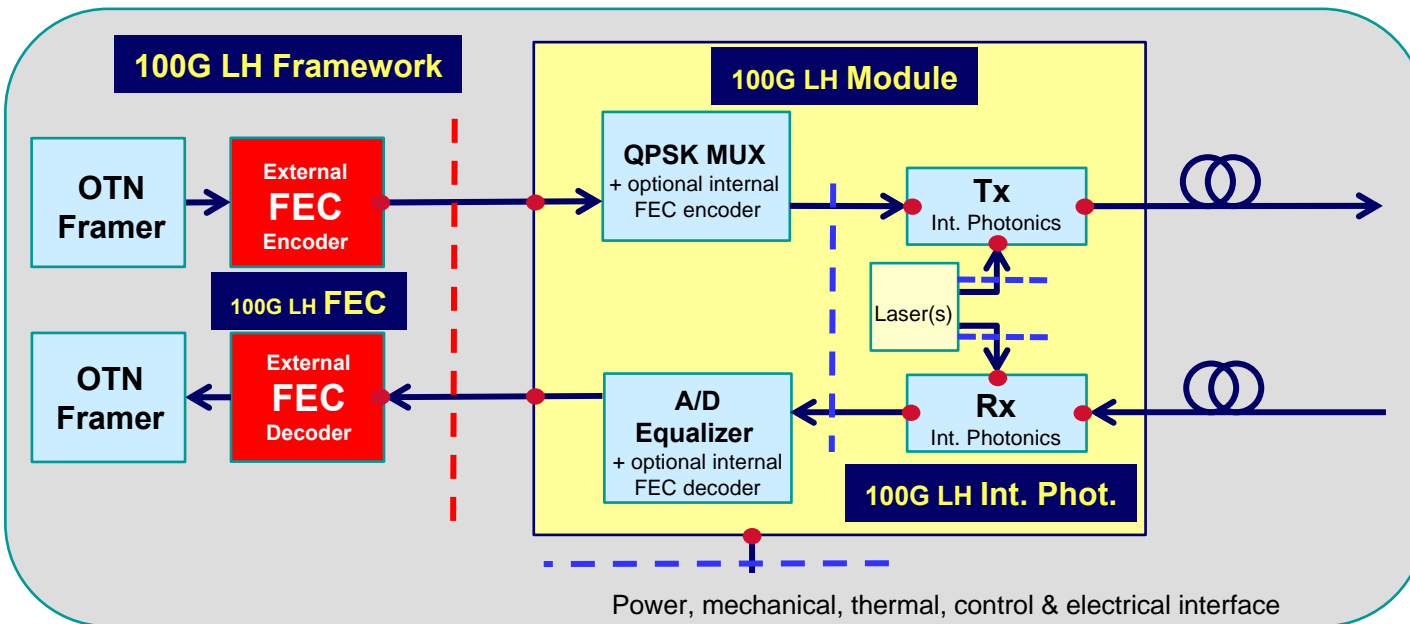 100G LH Framework
100G LH Module
OTN
Framer
External
FEC
Encoder
QPSK MUX
+ optional internal
FEC encoder
Tx
Int. Photonics
100G LH FEC
Laser(s)
OTN
Framer
External
FEC
Decoder
A/D
Equalizer
+ optional internal
FEC decoder
Rx
Int. Photonics
100G LH Int. Phot.
Power, mechanical, thermal, control & electrical interface